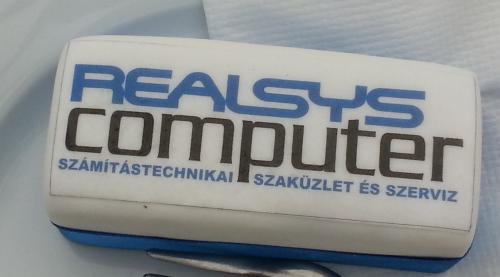 REALSYS
computer
SZÁMÍTÁSTECHNIKAI SZAKÜZLET ÉS SZERVIZ